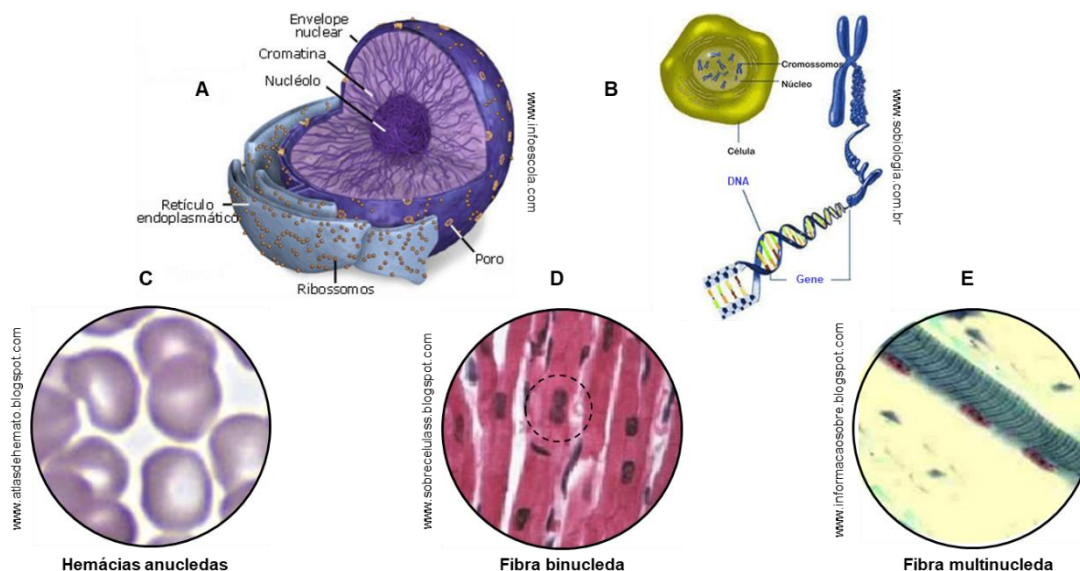 A
Envelope
nuclear
Cromatina
Nucléolo
Retículo
endoplasmático
Ribossomos
Poro
www.infoescola.com
B
Cromossomos
Núcleo
Célula
DNA
Gene
www.sobiologia.com.br
C
www.atlasdehemato.blogspot.com
Hemácias anucledas
D
www.sobrecelulass.blogspot.com
Fibra binucleda
E
www.informacaosobre.blogspot.com
Fibra multinucleda